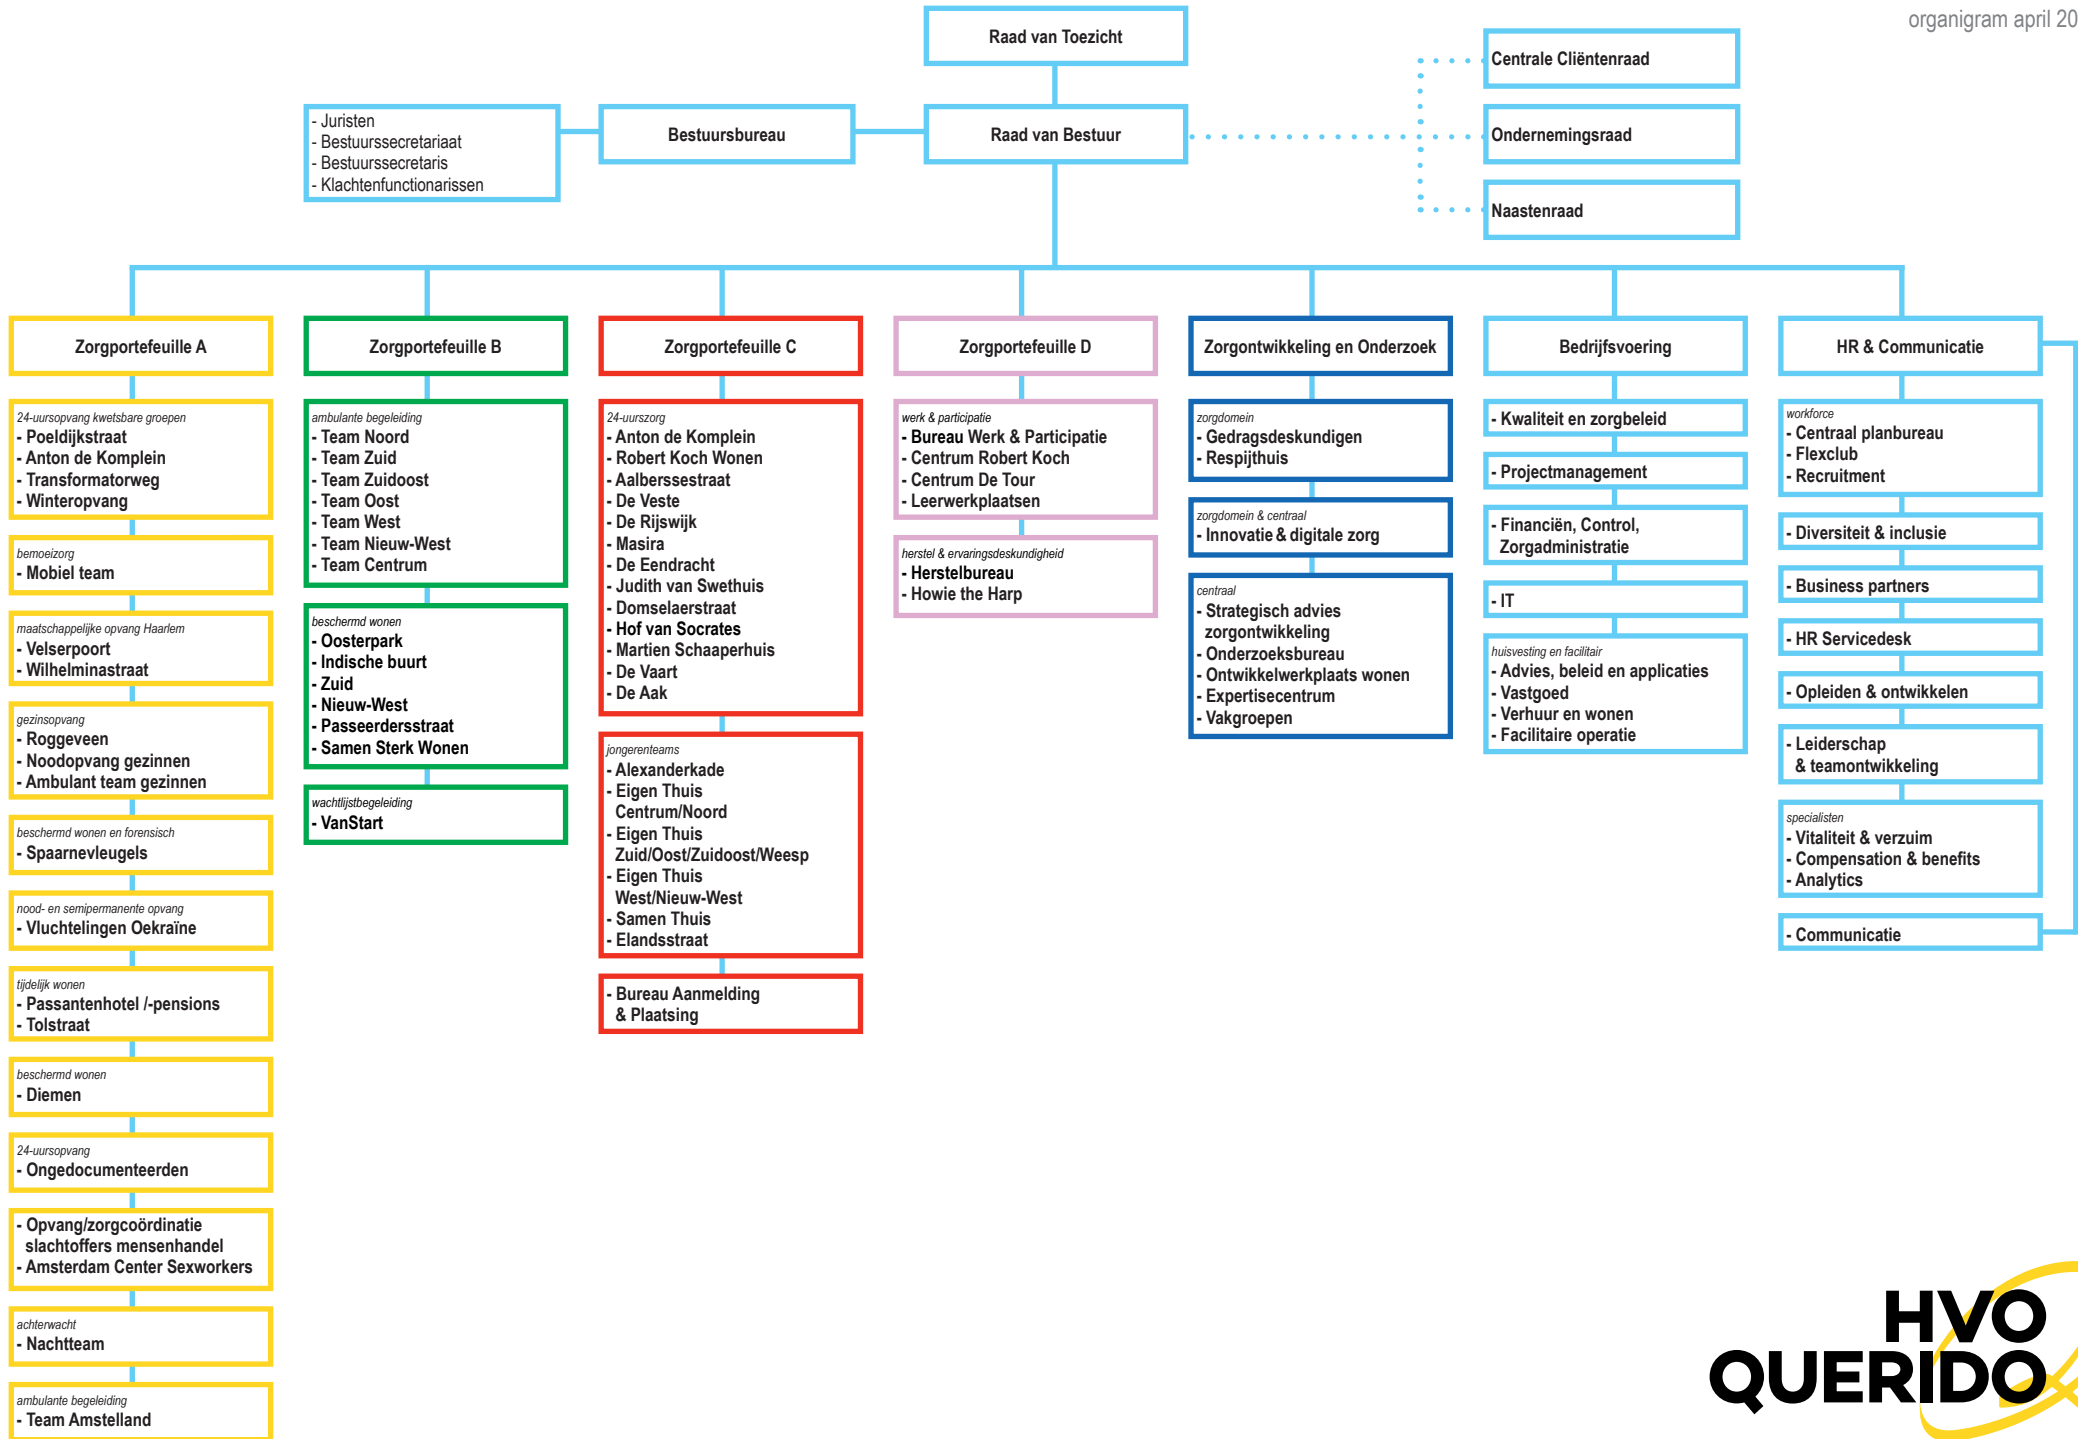 organigram april 20
Raad van Toezicht
Centrale Cliëntenraad
- Juristen
- Bestuurssecretariaat
- Bestuurssecretaris
- Klachtenfunctionarissen
Bestuursbureau
Raad van Bestuur
Ondernemingsraad
Naastenraad
Zorgportefeuille A
24-uursopvang kwetsbare groepen
- Poeldijkstraat
- Anton de Komplein
- Transformatorweg
- Winteropvang
bemoeizorg
- Mobiel team
maatschappelijke opvang Haarlem
- Velserpoort
- Wilhelminastraat
gezinsopvang
- Roggeveen
- Noodopvang gezinnen
- Ambulant team gezinnen
beschermd wonen en forensisch
- Spaarnevleugels
nood- en semipermanente opvang
- Vluchtelingen Oekraïne
tijdelijk wonen
- Passantenhotel /-pensions
- Tolstraat
beschermd wonen
- Diemen
24-uursopvang
- Ongedocumenteerden
- Opvang/zorgcoördinatie
slachtoffers mensenhandel
- Amsterdam Center Sexworkers
achterwacht
- Nachtteam
ambulante begeleiding
- Team Amstelland
Zorgportefeuille B
ambulante begeleiding
- Team Noord
- Team Zuid
- Team Zuidoost
- Team Oost
- Team West
- Team Nieuw-West
- Team Centrum
beschermd wonen
- Oosterpark
- Indische buurt
- Zuid
- Nieuw-West
- Passeerdersstraat
- Samen Sterk Wonen
wachtlijstbegeleiding
- VanStart
Zorgportefeuille C
24-uurszorg
- Anton de Komplein
- Robert Koch Wonen
- Aalberssestraat
- De Veste
- De Rijswijk
- Masira
- De Eendracht
- Judith van Swethuis
- Domselaerstraat
- Hof van Socrates
- Martien Schaaperhuis
- De Vaart
- De Aak
jongerenteams
- Alexanderkade
- Eigen Thuis
Centrum/Noord
- Eigen Thuis
Zuid/Oost/Zuidoost/Weesp
- Eigen Thuis
West/Nieuw-West
- Samen Thuis
- Elandsstraat
- Bureau Aanmelding
& Plaatsing
Zorgportefeuille D
werk & participatie
- Bureau Werk & Participatie
- Centrum Robert Koch
- Centrum De Tour
- Leerwerkplaatsen
herstel & ervaringsdeskundigheid
- Herstelbureau
- Howie the Harp
Zorgontwikkeling en Onderzoek
zorgdomein
- Gedragsdeskundigen
- Respijthuis
zorgdomein & centraal
- Innovatie & digitale zorg
centraal
- Strategisch advies
zorgontwikkeling
- Onderzoeksbureau
- Ontwikkelwerkplaats wonen
- Expertisecentrum
- Vakgroepen
Bedrijfsvoering
- Kwaliteit en zorgbeleid
- Projectmanagement
- Financiën, Control,
Zorgadministratie
- IT
huisvesting en facilitair
- Advies, beleid en applicaties
- Vastgoed
- Verhuur en wonen
- Facilitaire operatie
HR & Communicatie
workforce
- Centraal planbureau
- Flexclub
- Recruitment
- Diversiteit & inclusie
- Business partners
- HR Servicedesk
- Opleiden & ontwikkelen
- Leiderschap
& teamontwikkeling
specialisten
- Vitaliteit & verzuim
- Compensation & benefits
- Analytics
- Communicatie
HVO
QUERIDO